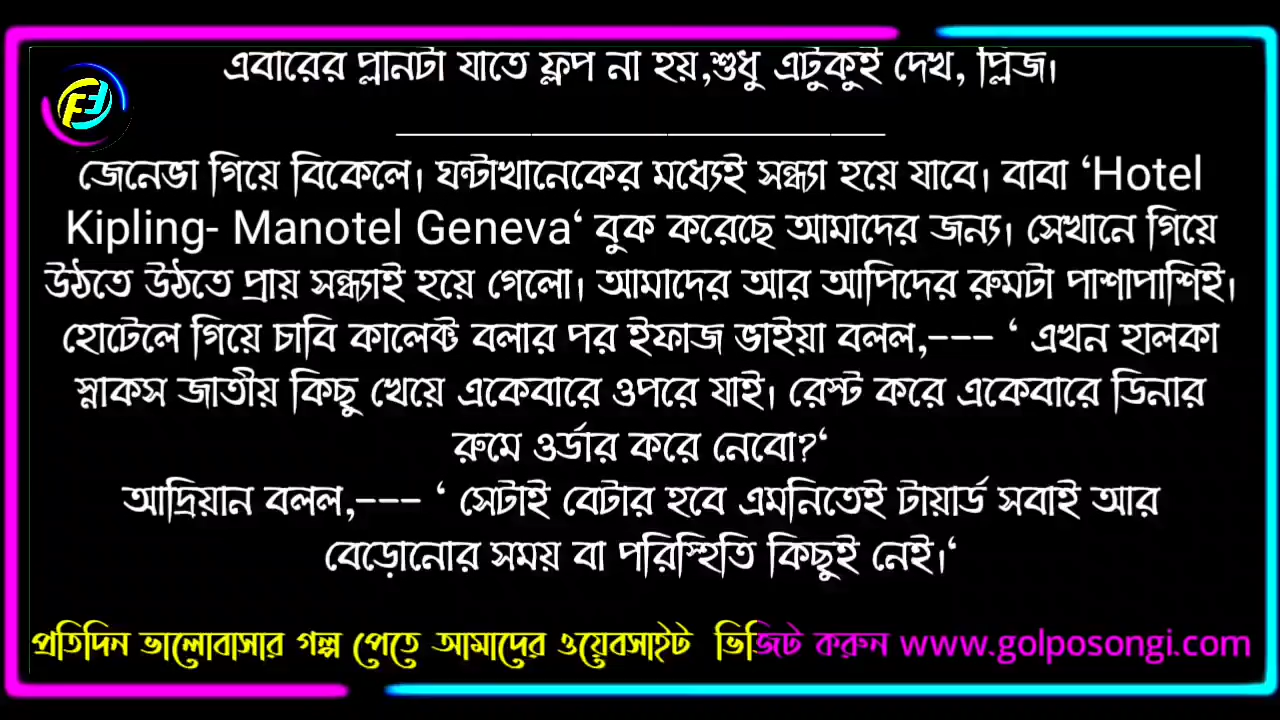 এবারের প্লানটা যাতে ফ্লপ না হয়,শুধু এটুকুই দেখ, প্লিজ।
___________________________
জেনেভা গিয়ে বিকেলে। ঘন্টাখানেকের মধ্যেই সন্ধ্যা হয়ে যাবে। বাবা ‘Hotel
Kipling- Manotel Geneva‘ বুক করেছে আমাদের জন্য। সেখানে গিয়ে
উঠতে উঠতে প্রায় সন্ধ্যাই হয়ে গেলো। আমাদের আর আপিদের রুমটা পাশাপাশিই।
হোটেলে গিয়ে চাবি কালেক্ট বলার পর ইফাজ ভাইয়া বলল,--- ‘ এখন হালকা
স্নাকস জাতীয় কিছু খেয়ে একেবারে ওপরে যাই। রেস্ট করে একেবারে ডিনার
রুমে ওর্ডার করে নেবো?‘
আদ্রিয়ান বলল,--- ‘ সেটাই বেটার হবে এমনিতেই টায়ার্ড সবাই আর
বেড়োনোর সময় বা পরিস্হিতি কিছুই নেই।‘
প্রতিদিন ভালোবাসার গল্প পেতে আমাদের ওয়েবসাইট ভিজিট করুন www.golposongi.com